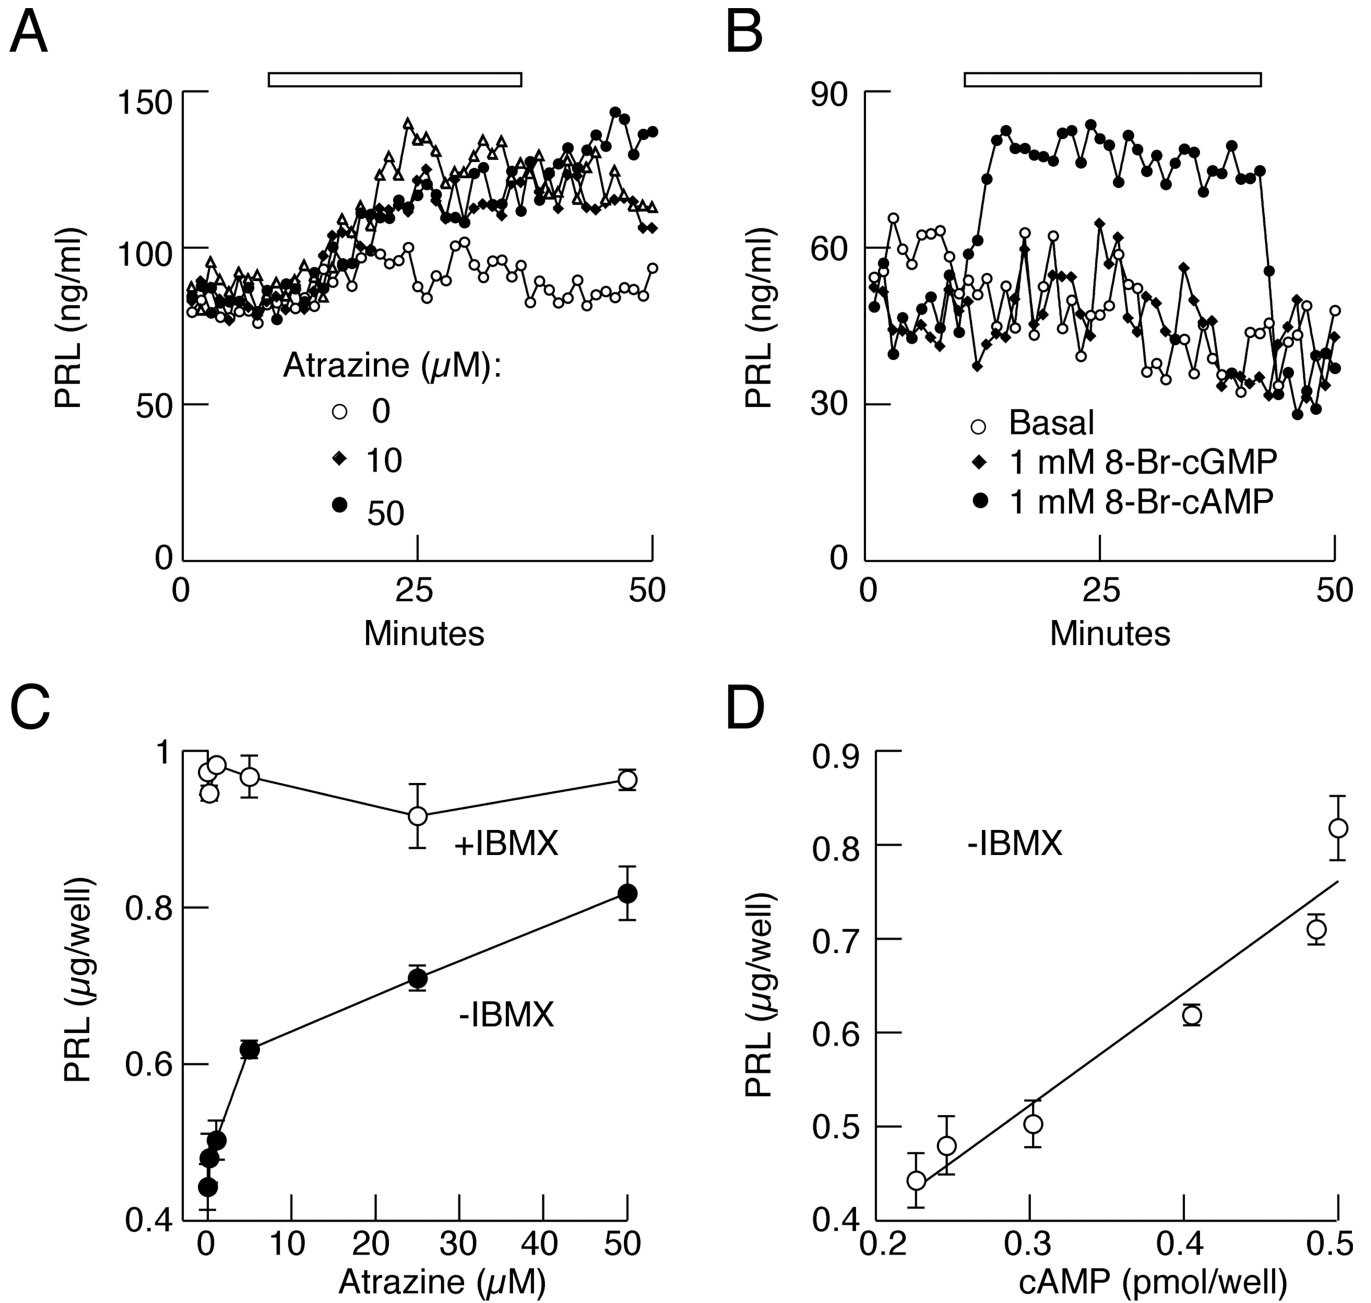 A
150
100
50
0
PRL (ng/ml)
Atrazine (µM):
0
10
50
0
25
50
Minutes
B
90
60
30
0
PRL (ng/ml)
Basal
1 mM 8-Br-cGMP
1 mM 8-Br-cAMP
0
25
50
Minutes
C
1
0.8
0.6
0.4
PRL (µg/well)
+IBMX
-IBMX
0
10
20
30
40
50
Atrazine (µM)
D
0.9
0.8
0.7
0.6
0.5
0.4
PRL (µg/well)
-IBMX
0.2
0.3
0.4
0.5
cAMP (pmol/well)